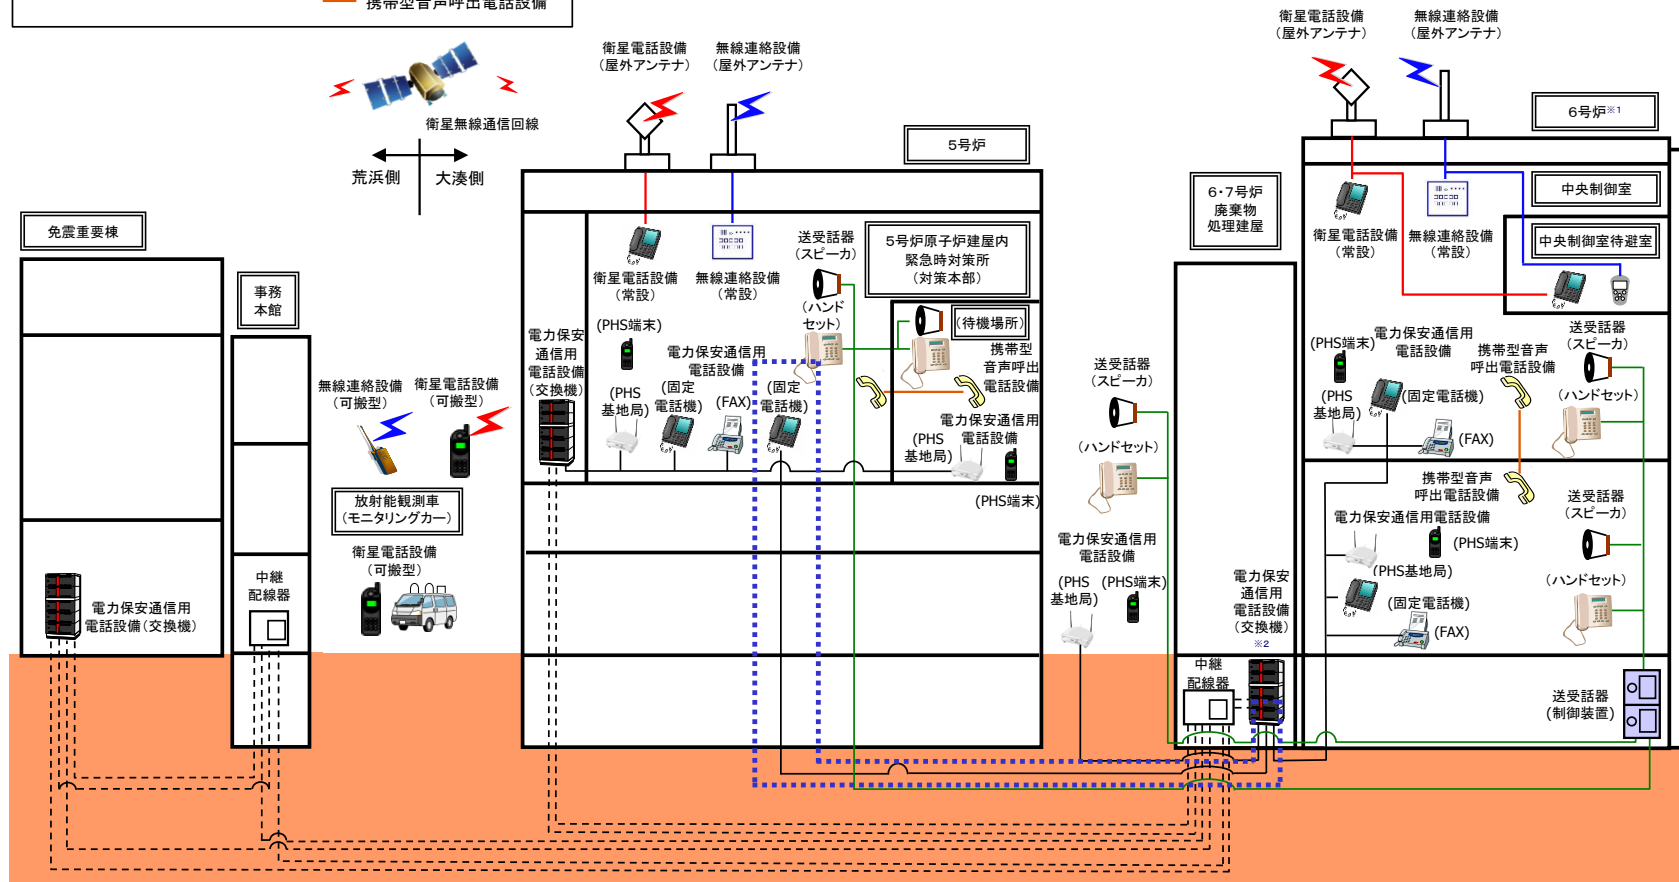 携帯型音声呼出電話設備
衛星無線通信回線
荒浜側
大湊側
衛星電話設備
(屋外アンテナ)
無線連絡設備
(屋外アンテナ)
5号炉
衛星電話設備
(屋外アンテナ)
無線連絡設備
(屋外アンテナ)
6号炉※1
免震重要棟
電力保安通信用
電話設備(交換機)
事務
本館
中継
配線器
無線連絡設備
(可搬型)
衛星電話設備
(可搬型)
放射能観測車
(モニタリングカー)
衛星電話設備
(可搬型)
衛星電話設備
(常設)
無線連絡設備
(常設)
送受話器
(スピーカ)
(ハンド
セット)
5号炉原子炉建屋内
緊急時対策所
(対策本部)
(待機場所)
携帯型
音声呼出
電話設備
電力保安
通信用
電話設備
(交換機)
(PHS端末)
(PHS
基地局)
電力保安通信用
電話設備
(固定
電話機)
(FAX)
(固定
電話機)
電力保安通信用
電話設備
(PHS
基地局)
(PHS端末)
送受話器
(スピーカ)
(ハンドセット)
電力保安通信用
電話設備
(PHS
基地局)
(PHS端末)
6・7号炉
廃棄物
処理建屋
電力保安
通信用
電話設備
(交換機)
※2
中継
配線器
中央制御室
中央制御室待避室
衛星電話設備
(常設)
無線連絡設備
(常設)
(PHS端末)
電力保安通信用
電話設備
(PHS
基地局)
(固定電話機)
(FAX)
携帯型音声
呼出電話設備
送受話器
(スピーカ)
(ハンドセット)
携帯型音声
呼出電話設備
電力保安通信用電話設備
(PHS端末)
(PHS基地局)
(固定電話機)
(FAX)
送受話器
(スピーカ)
(ハンドセット)
送受話器
(制御装置)